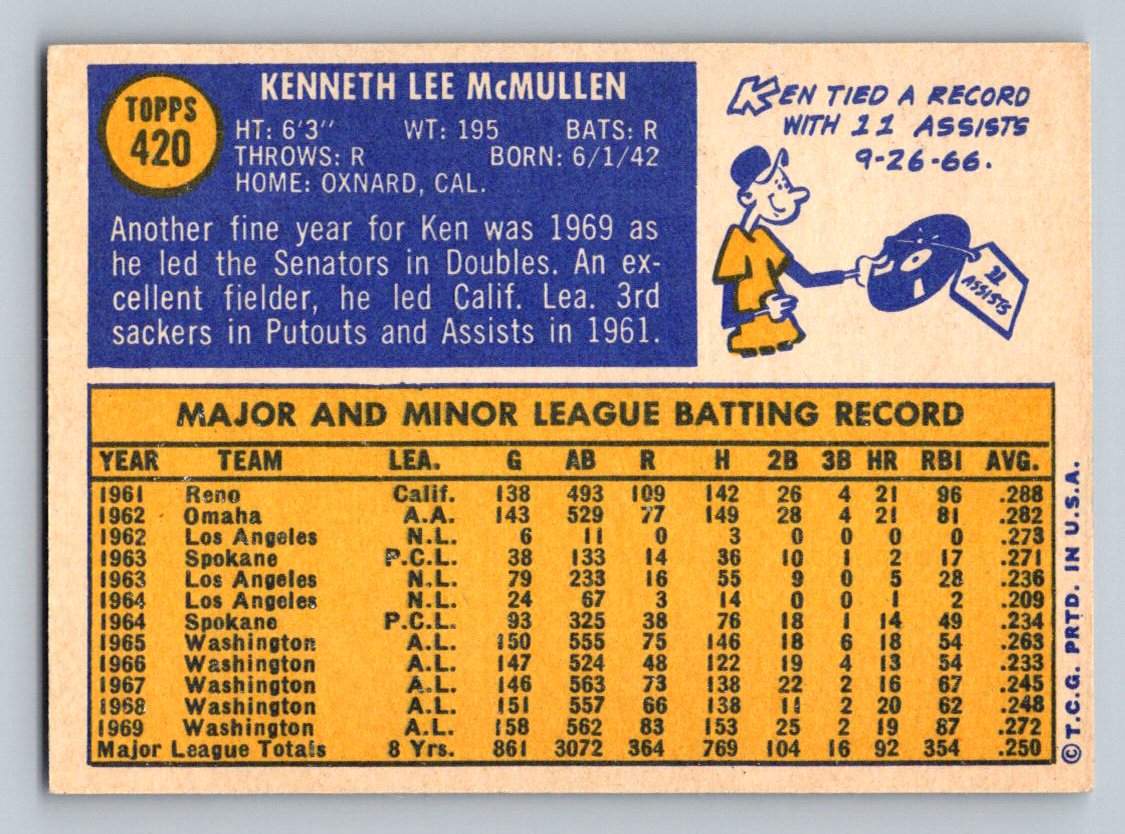 TOPPS
420
KENNETH LEE McMULLEN
HT: 6'3" WT: 195 BATS: R
THROWS: R BORN: 6/1/42
HOME: OXNARD, CAL.
Another fine year for Ken was 1969 as
he led the Senators in Doubles. An ex-
cellent fielder, he led Calif. Lea. 3rd
sackers in Putouts and Assists in 1961.
KEN TIED A RECORD
WITH 11 ASSISTS
9-26-66.
11
ASSISTS
MAJOR AND MINOR LEAGUE BATTING RECORD
YEAR TEAM LEA. G AB R H 2B 3B HR RBI AVG.
1961 Reno Calif. 138 493 109 142 26 4 21 96 .288
1962 Omaha A.A. 143 529 77 149 28 4 21 81 .282
1962 Los Angeles N.L. 6 11 0 3 0 0 0 0 .273
1963 Spokane P.C.L. 38 133 14 36 10 1 2 17 .271
1963 Los Angeles N.L. 79 233 16 55 9 0 5 28 .236
1964 Los Angeles N.L. 24 67 3 14 0 0 1 2 .209
1964 Spokane P.C.L. 93 325 38 76 18 1 14 49 .234
1965 Washington A.L. 150 555 75 146 18 6 18 54 .263
1966 Washington A.L. 147 524 48 122 19 4 13 54 .233
1967 Washington A.L. 146 563 73 138 22 2 16 67 .245
1968 Washington A.L. 151 557 66 138 11 2 20 62 .248
1969 Washington A.L. 158 562 83 153 25 2 19 87 .272
Major League Totals 8 Yrs. 861 3072 364 769 104 16 92 354 .250
© T.C.G. PRTD. IN U.S.A.